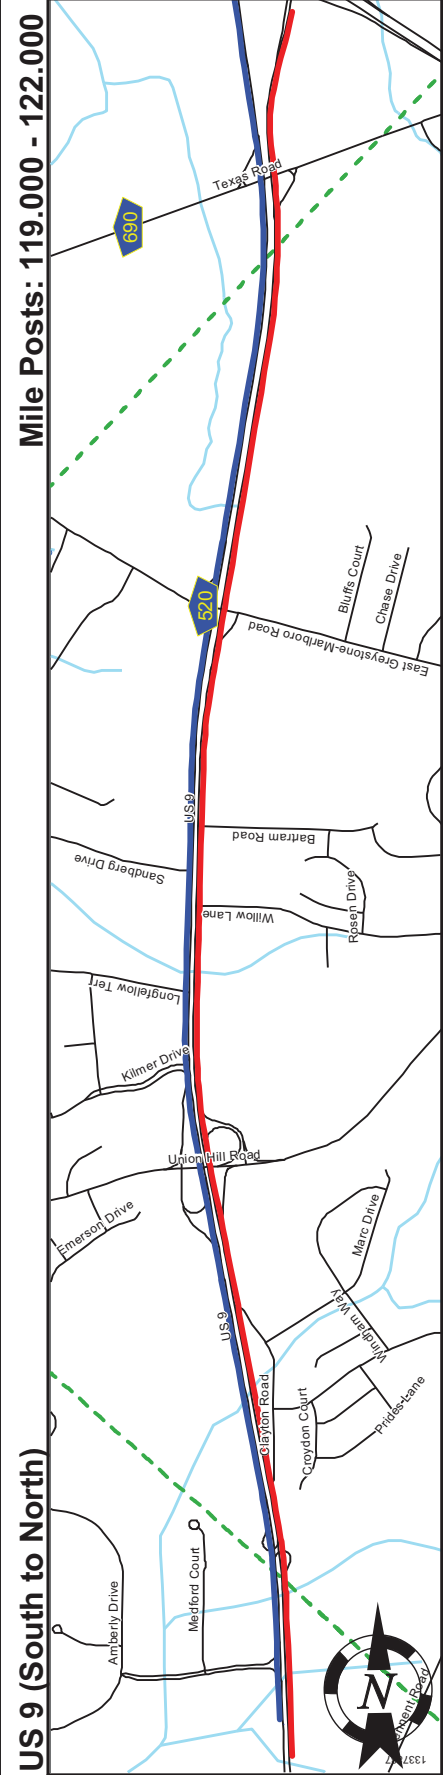 US 9 (South to North)
Mile Posts: 119.000 - 122.000
Amberly Drive
Medford Court
Emerson Drive
Kilmer Drive
Longfellow Terr
Sandberg Drive
690
Texas Road
520
US 9
US 9
Union Hill Road
Clayton Road
Croydon Court
Prides Lane
Windham Way
Marc Drive
Willow Lane
Rosen Drive
Bartram Road
East Greystone-Marlboro Road
Bluffs Court
Chase Drive
N
Road